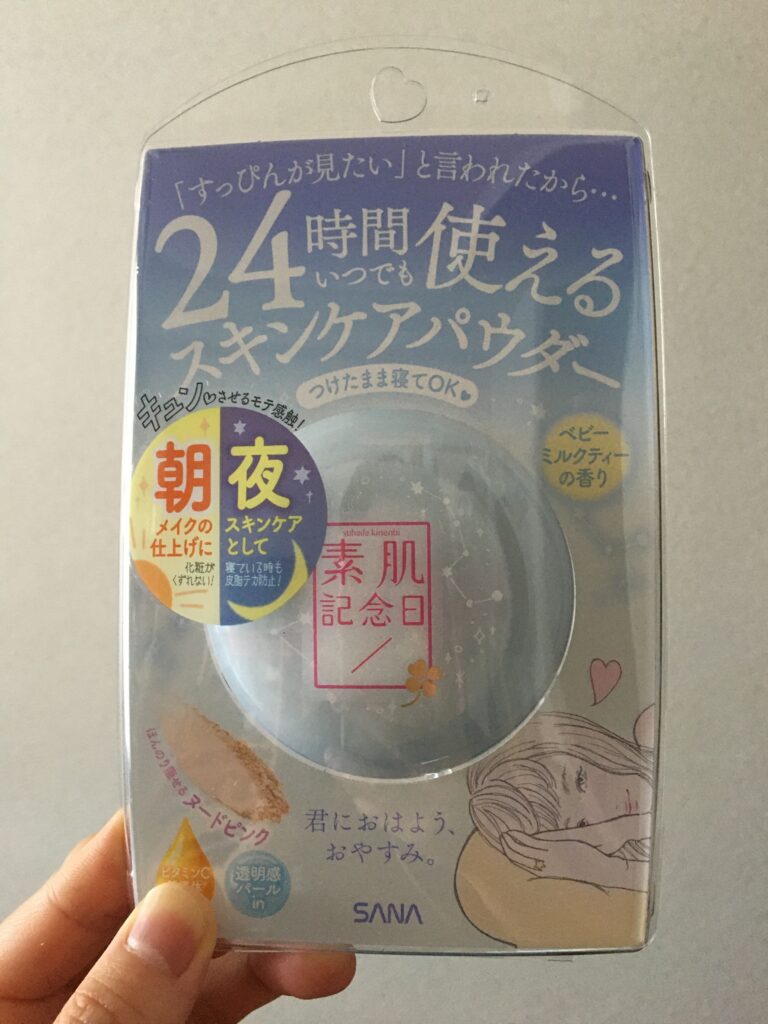 「すっぴんが見たい」と言われたから…
24時間いつでも使える
スキンケアパウダー
つけたまま寝てOK
キュン させるモテ感触!
朝
メイクの
仕上げに
化粧が
くずれない!
夜
スキンケア
として
寝ている時も
皮脂テカ防止!
ベビー
ミルクティー
の香り
suhada kinenbi
素肌
記念日
ほんのり透せる ヌードピンク
君におはよう、
おやすみ。
ビタミンC
透明感
パール
in
SANA